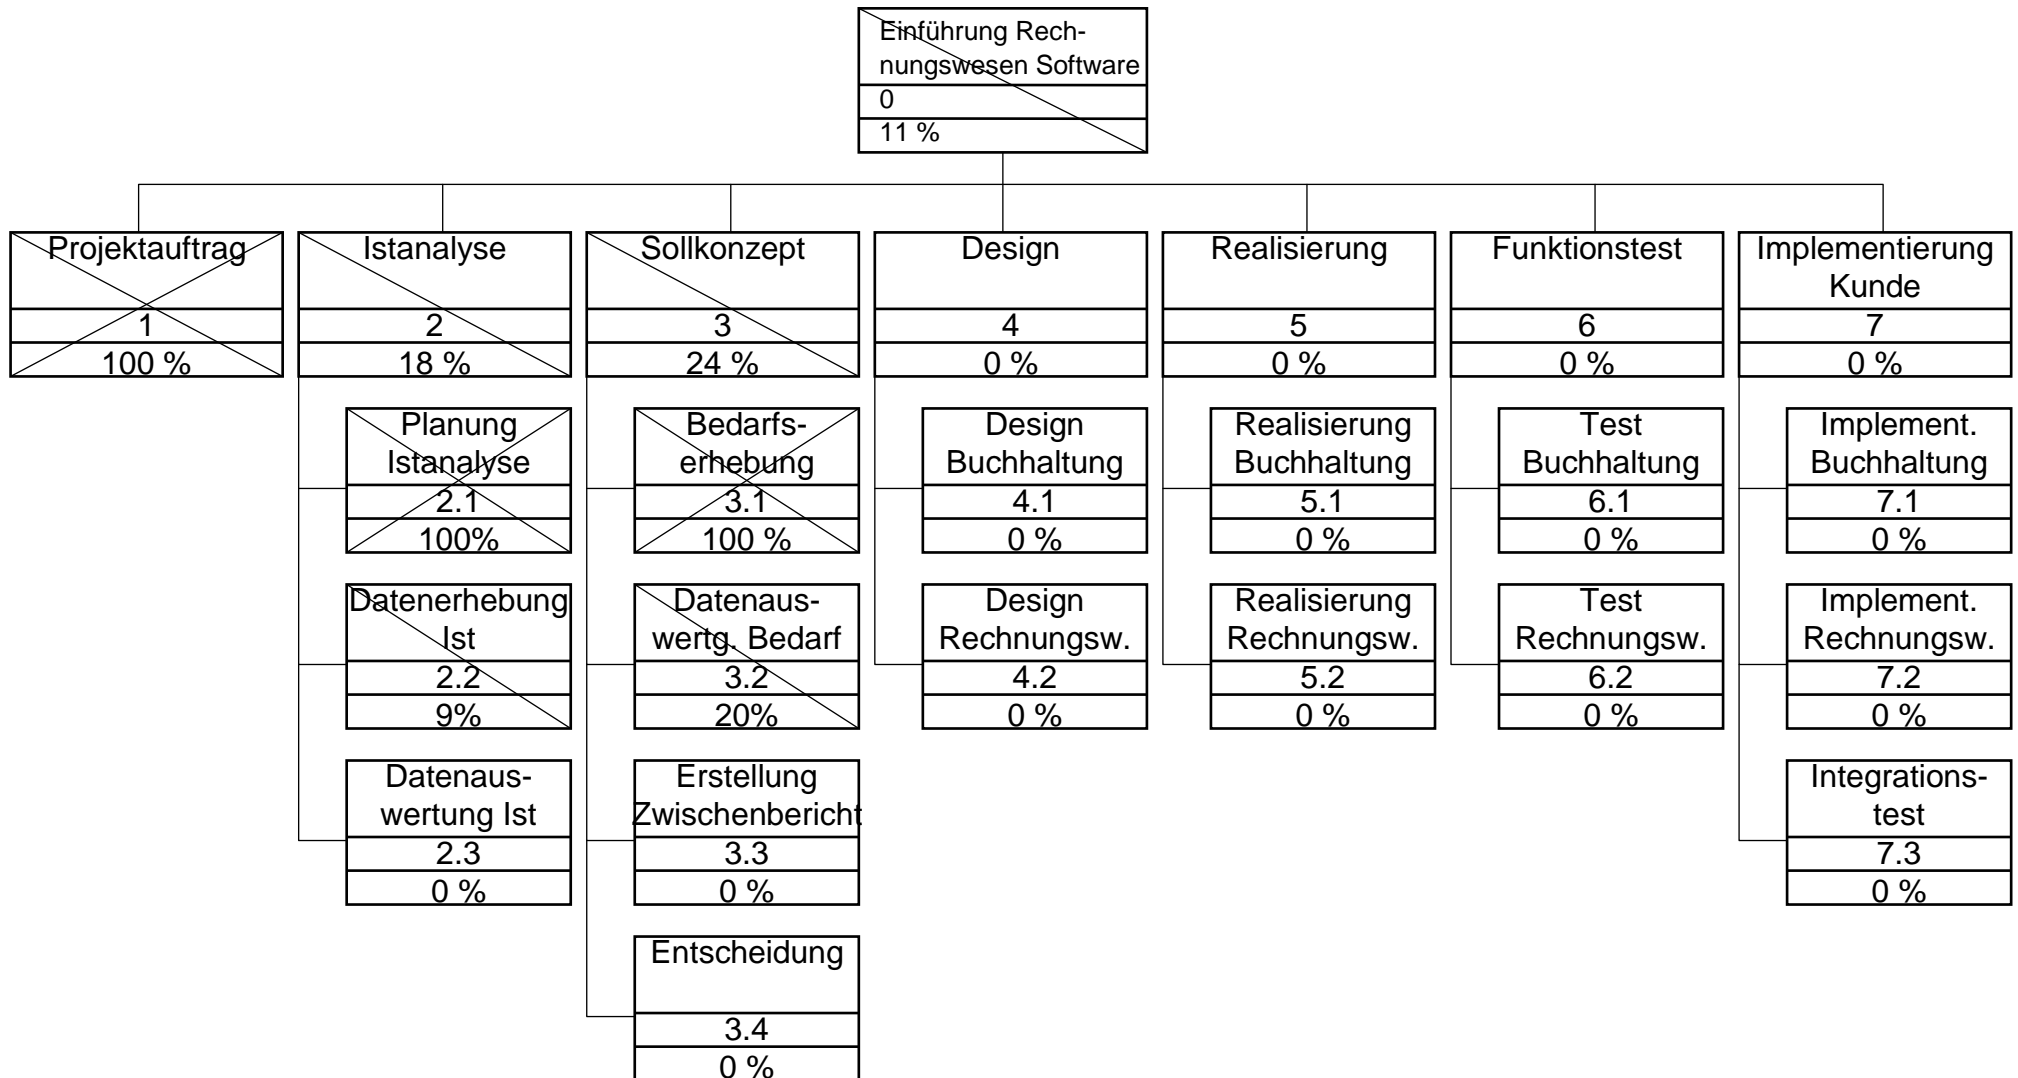 Einführung Rech-
nungswesen Software
0
11 %
Projektauftrag
1
100 %
Istanalyse
2
18 %
Planung
Istanalyse
2.1
100%
Datenerhebung
Ist
2.2
9%
Datenaus-
wertung Ist
2.3
0 %
Sollkonzept
3
24 %
Bedarfs-
erhebung
3.1
100 %
Datenaus-
wertg. Bedarf
3.2
20%
Erstellung
Zwischenbericht
3.3
0 %
Entscheidung
3.4
0 %
Design
4
0 %
Design
Buchhaltung
4.1
0 %
Design
Rechnungsw.
4.2
0 %
Realisierung
5
0 %
Realisierung
Buchhaltung
5.1
0 %
Realisierung
Rechnungsw.
5.2
0 %
Funktionstest
6
0 %
Test
Buchhaltung
6.1
0 %
Test
Rechnungsw.
6.2
0 %
Implementierung
Kunde
7
0 %
Implement.
Buchhaltung
7.1
0 %
Implement.
Rechnungsw.
7.2
0 %
Integrations-
test
7.3
0 %